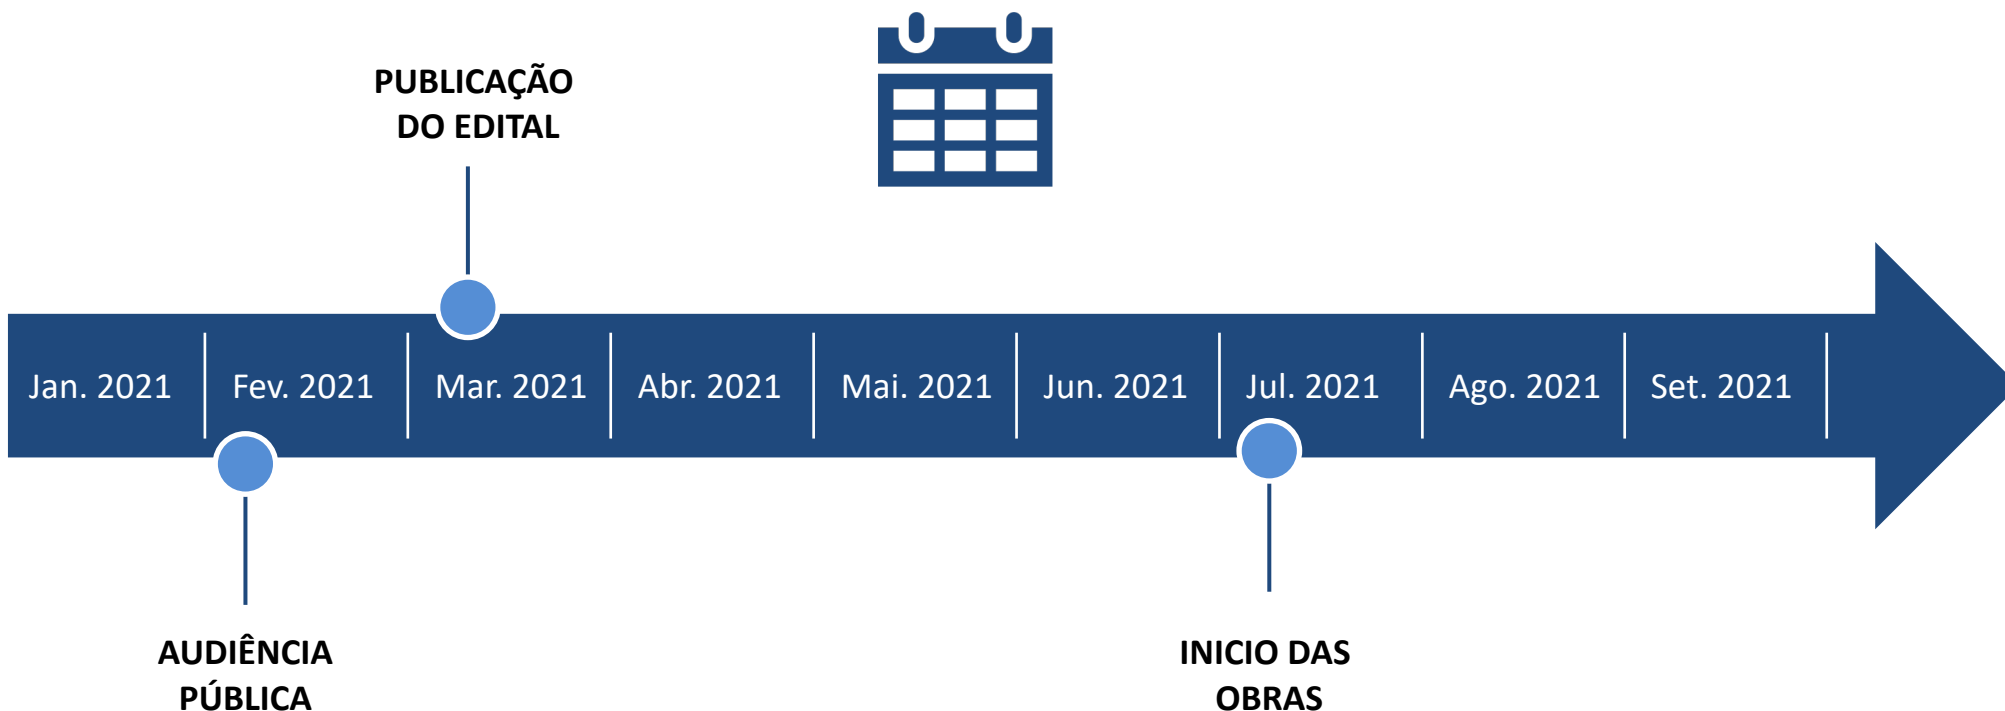 PUBLICAÇÃO
DO EDITAL
Jan. 2021
Fev. 2021
Mar. 2021
Abr. 2021
Mai. 2021
Jun. 2021
Jul. 2021
Ago. 2021
Set. 2021
AUDIÊNCIA
PÚBLICA
INICIO DAS
OBRAS